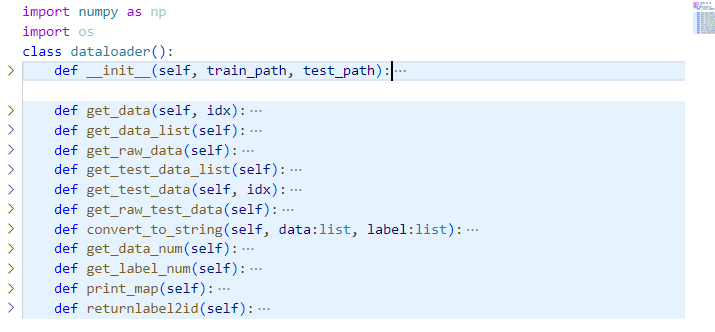 import numpy as np
import os
class dataloader():
def __init__(self, train_path, test_path):···
def get_data(self, idx):···
def get_data_list(self):···
def get_raw_data(self):···
def get_test_data_list(self):···
def get_test_data(self, idx):···
def get_raw_test_data(self):···
def convert_to_string(self, data:list, label:list):···
def get_data_num(self):···
def get_label_num(self):···
def print_map(self):···
def returnlabel2id(self):···